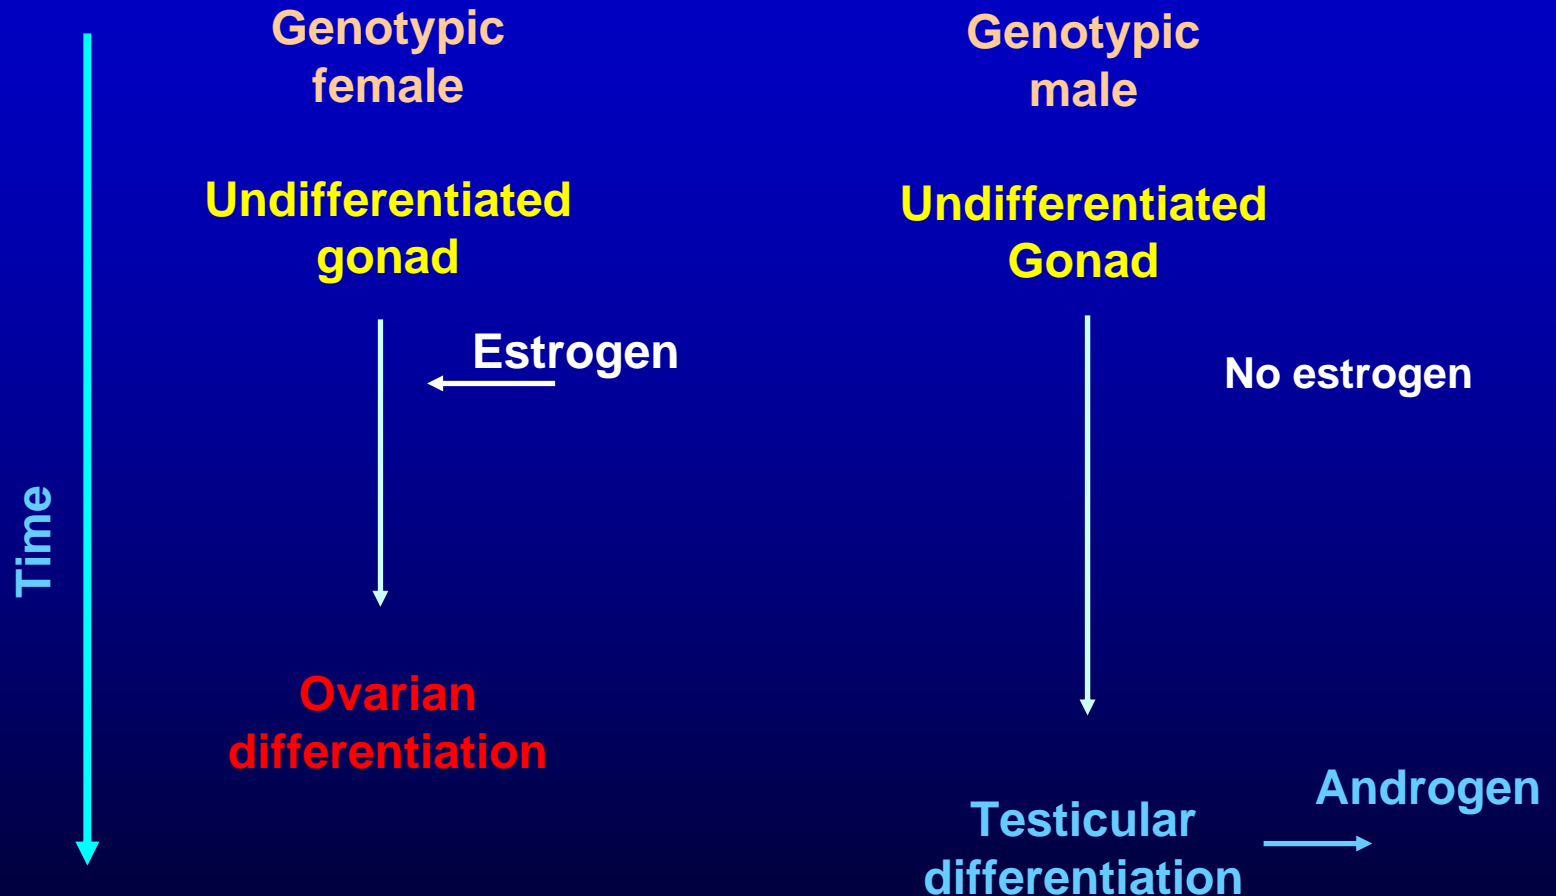 Genotypic
female
Genotypic
male
Undifferentiated
gonad
Undifferentiated
Gonad
Estrogen
No estrogen
Time
Ovarian
differentiation
Androgen
Testicular
differentiation